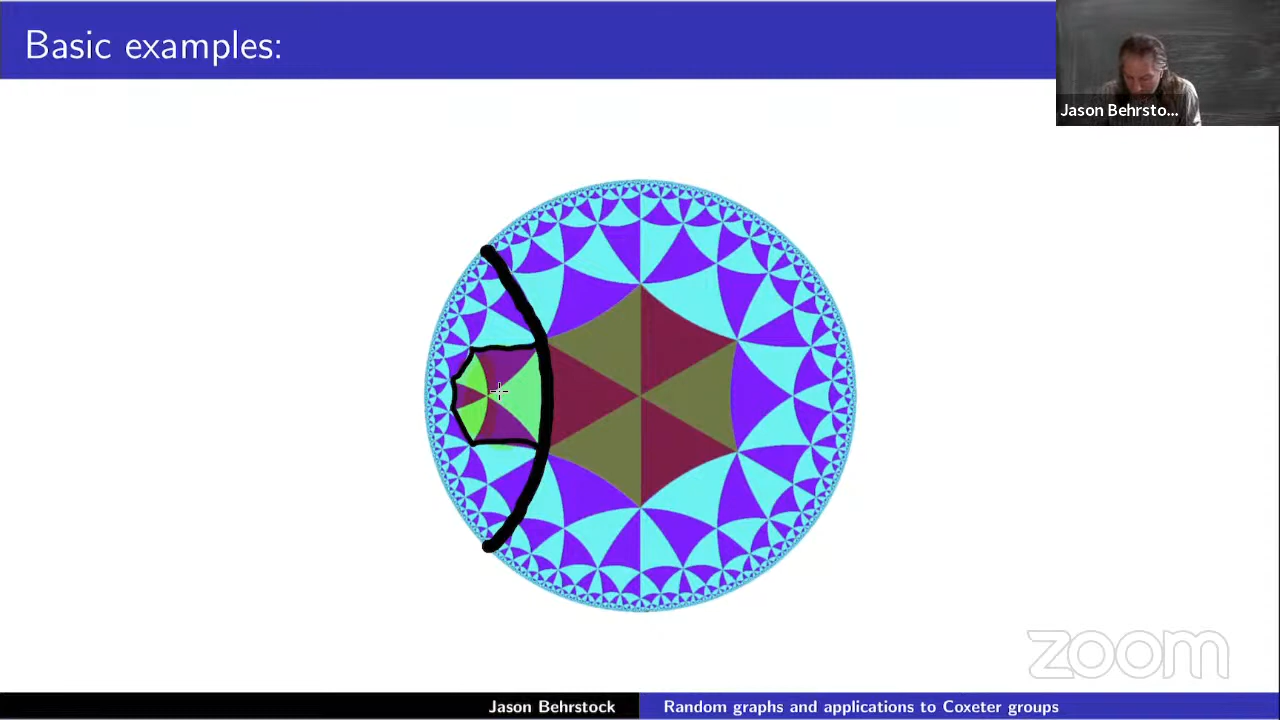 Basic examples:
Jason Behrsto...
zoom
Jason Behrstock
Random graphs and applications to Coxeter groups